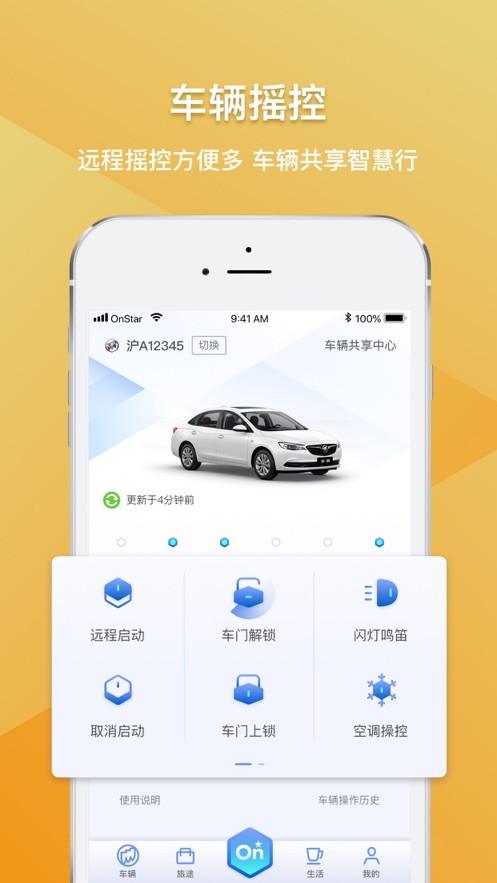 车辆摇控
远程摇控方便多 车辆共享智慧行
OnStar 9:41 AM 100%
沪A12345 切换 车辆共享中心
更新于4分钟前
远程启动 车门解锁 闪灯鸣笛
取消启动 车门上锁 空调操控
使用说明 车辆操作历史
On
车辆 旅途 生活 我的